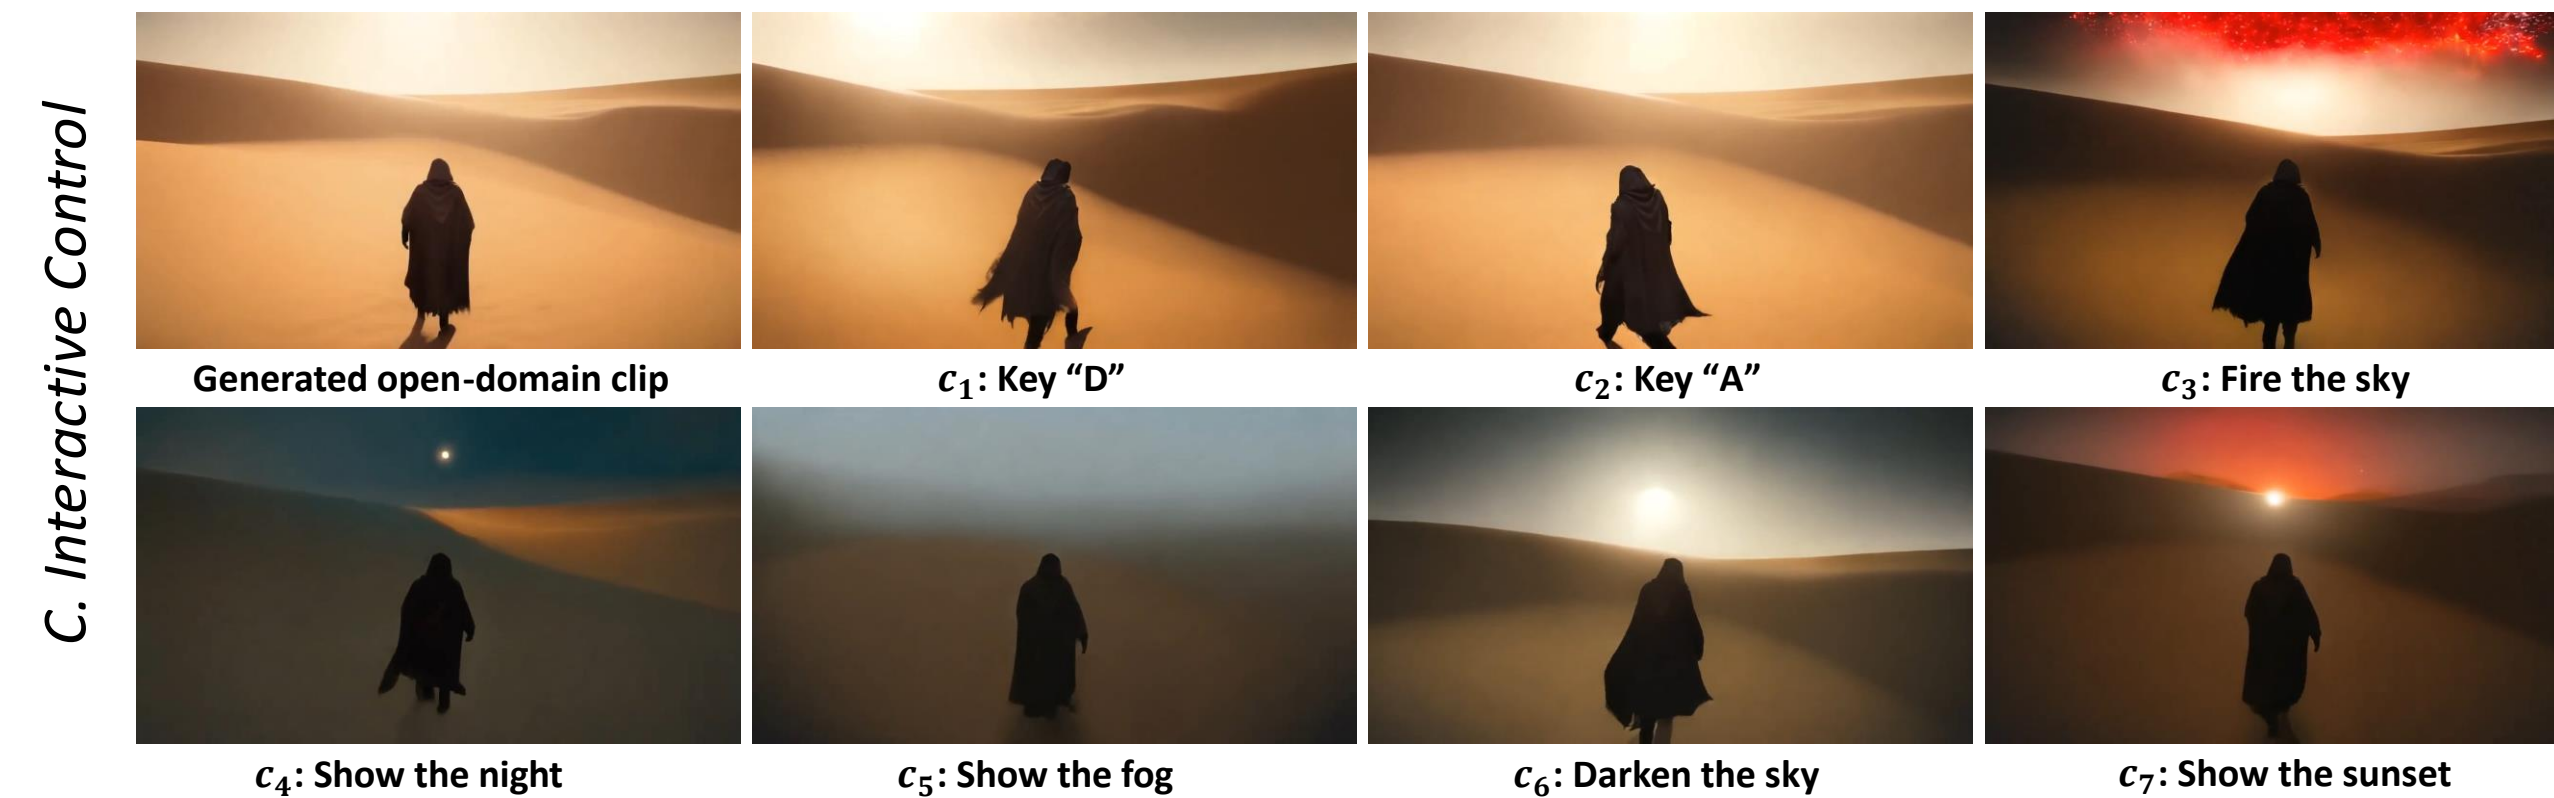 C. Interactive Control
Generated open-domain clip
c₁: Key “D”
c₂: Key “A”
c₃: Fire the sky
c₄: Show the night
c₅: Show the fog
c₆: Darken the sky
c₇: Show the sunset